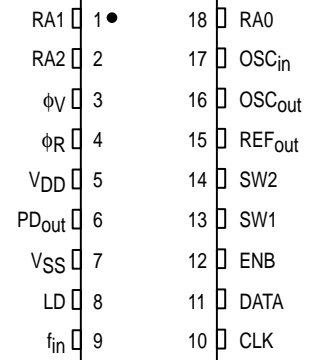 RA1 1 18 RA0
RA2 2 17 OSCin
ϕV 3 16 OSCout
ϕR 4 15 REFout
VDD 5 14 SW2
PDout 6 13 SW1
VSS 7 12 ENB
LD 8 11 DATA
fin 9 10 CLK